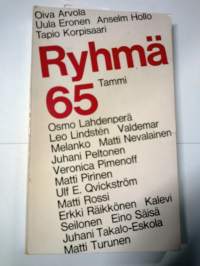 Oiva Arvola
Uula Eronen Anselm Hollo
Tapio Korpisaari
Ryhmä
65 Tammi
Osmo Lahdenperä
Leo Lindstén Valdemar
Melanko Matti Nevalainen
Juhani Peltonen
Veronica Pimenoff
Matti Pirinen
Ulf E. Qvickström
Matti Rossi
Erkki Räikkönen Kalevi
Seilonen Eino Säisä
Juhani Takalo-Eskola
Matti Turunen